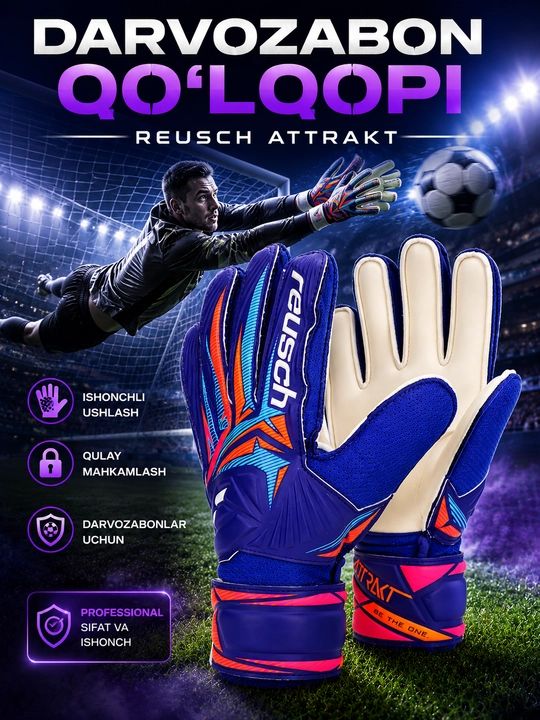 DARVOZABON
QO‘LQOPI
REUSCH ATTRAKT
reusch
ISHONCHLI
USHLASH
QULAY
MAHKAMLASH
DARVOZABONLAR
UCHUN
PROFESSIONAL
SIFAT VA
ISHONCH
ATTRAKT
BE THE ONE.